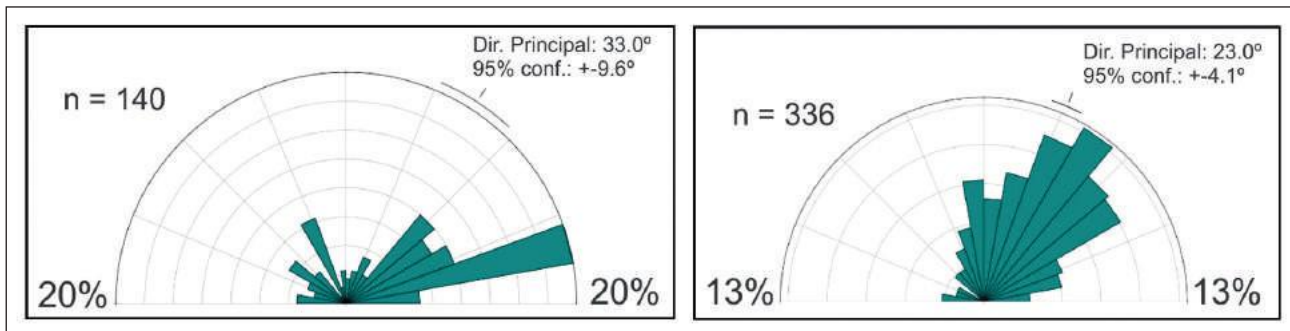 Dir. Principal: 33.0º
95% conf.: +-9.6º
n = 140
20%
20%
Dir. Principal: 23.0º
95% conf.: +-4.1º
n = 336
13%
13%